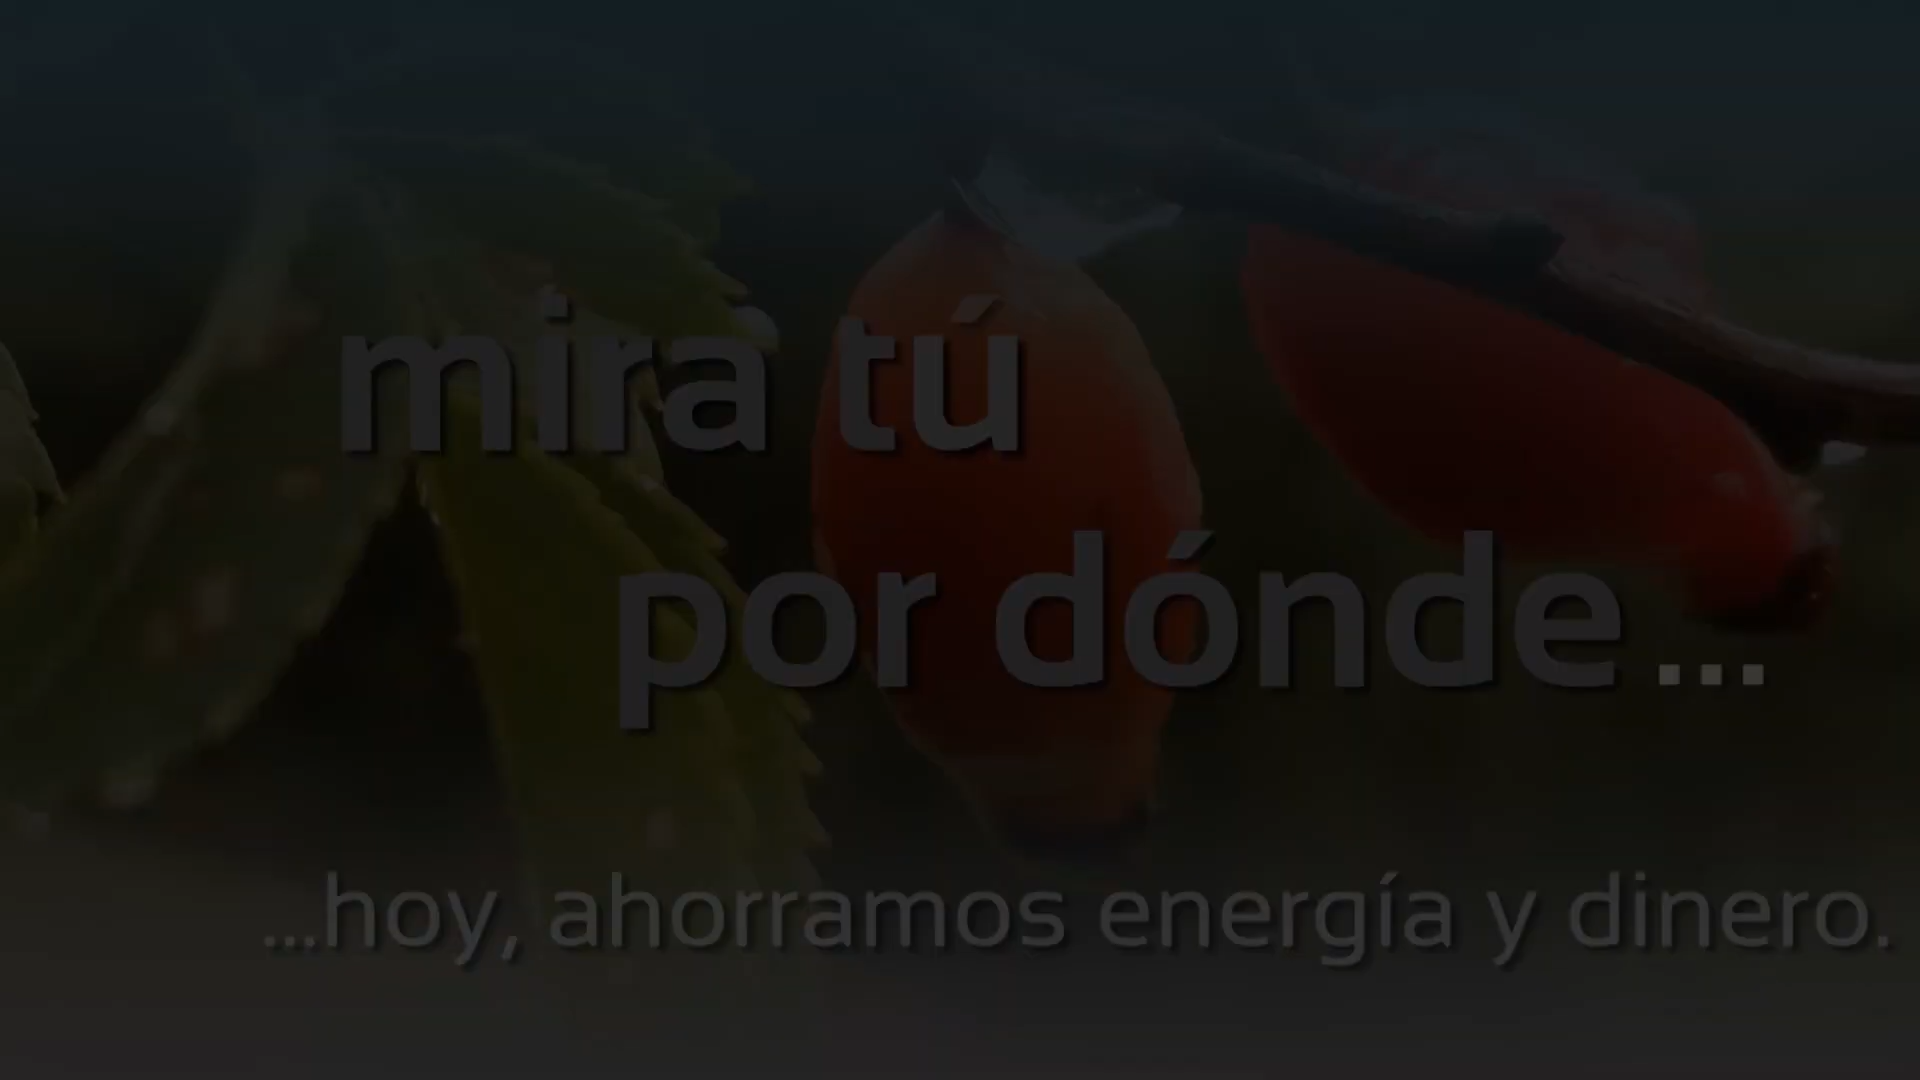 mira tú
por dónde...
...hoy, ahorramos energía y dinero.